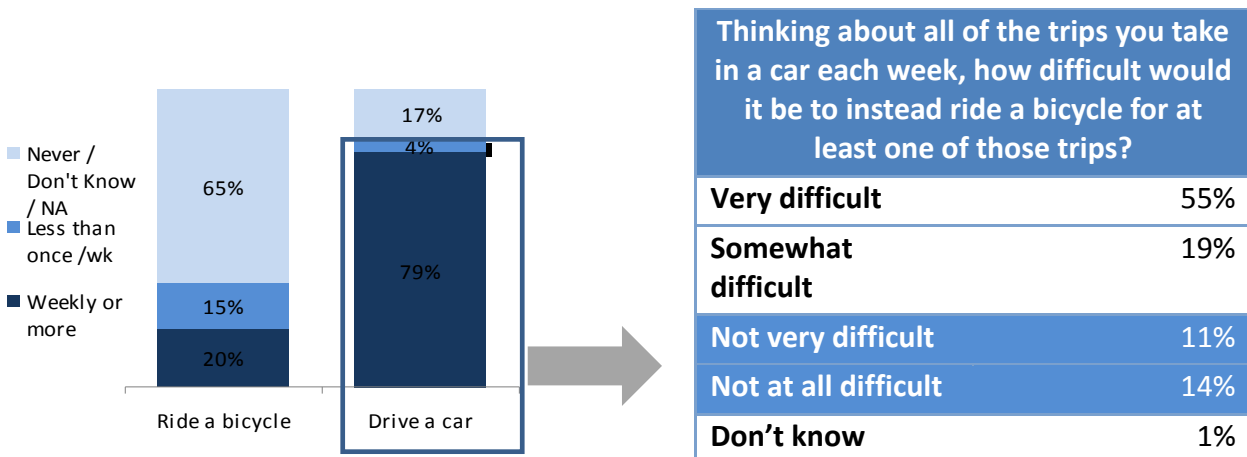 Never /
Don't Know
/ NA
Less than
once /wk
Weekly or
more
65%
15%
20%
17%
4%
79%
Ride a bicycle
Drive a car
Thinking about all of the trips you take
in a car each week, how difficult would
it be to instead ride a bicycle for at
least one of those trips?
Very difficult 55%
Somewhat 19%
difficult
Not very difficult 11%
Not at all difficult 14%
Don’t know 1%